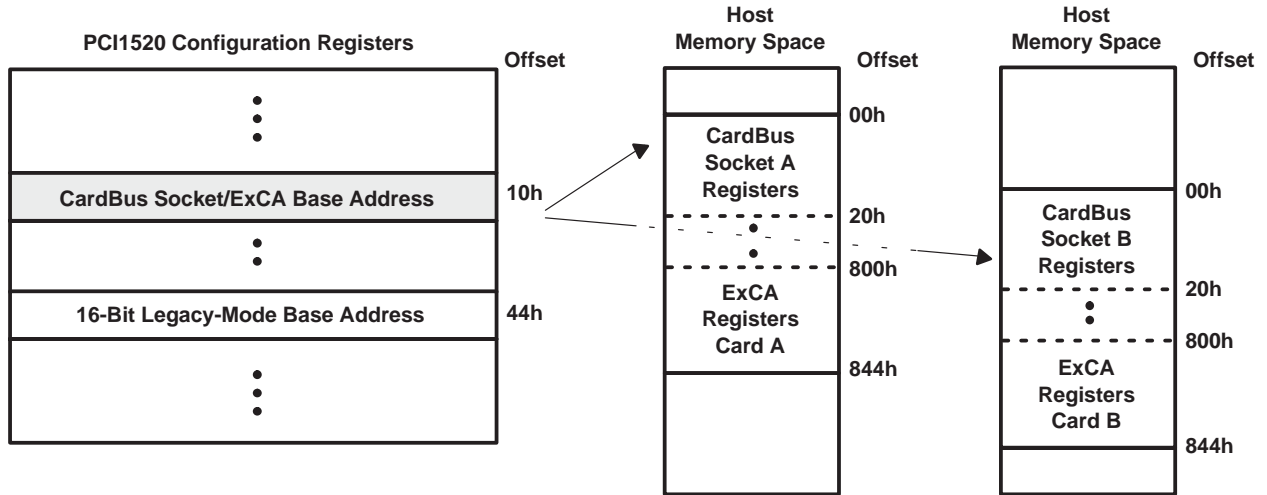 PCI1520 Configuration Registers
Offset
CardBus Socket/ExCA Base Address
10h
16-Bit Legacy-Mode Base Address
44h
Host
Memory Space
Offset
00h
CardBus
Socket A
Registers
20h
800h
ExCA
Registers
Card A
844h
Host
Memory Space
Offset
00h
CardBus
Socket B
Registers
20h
800h
ExCA
Registers
Card B
844h